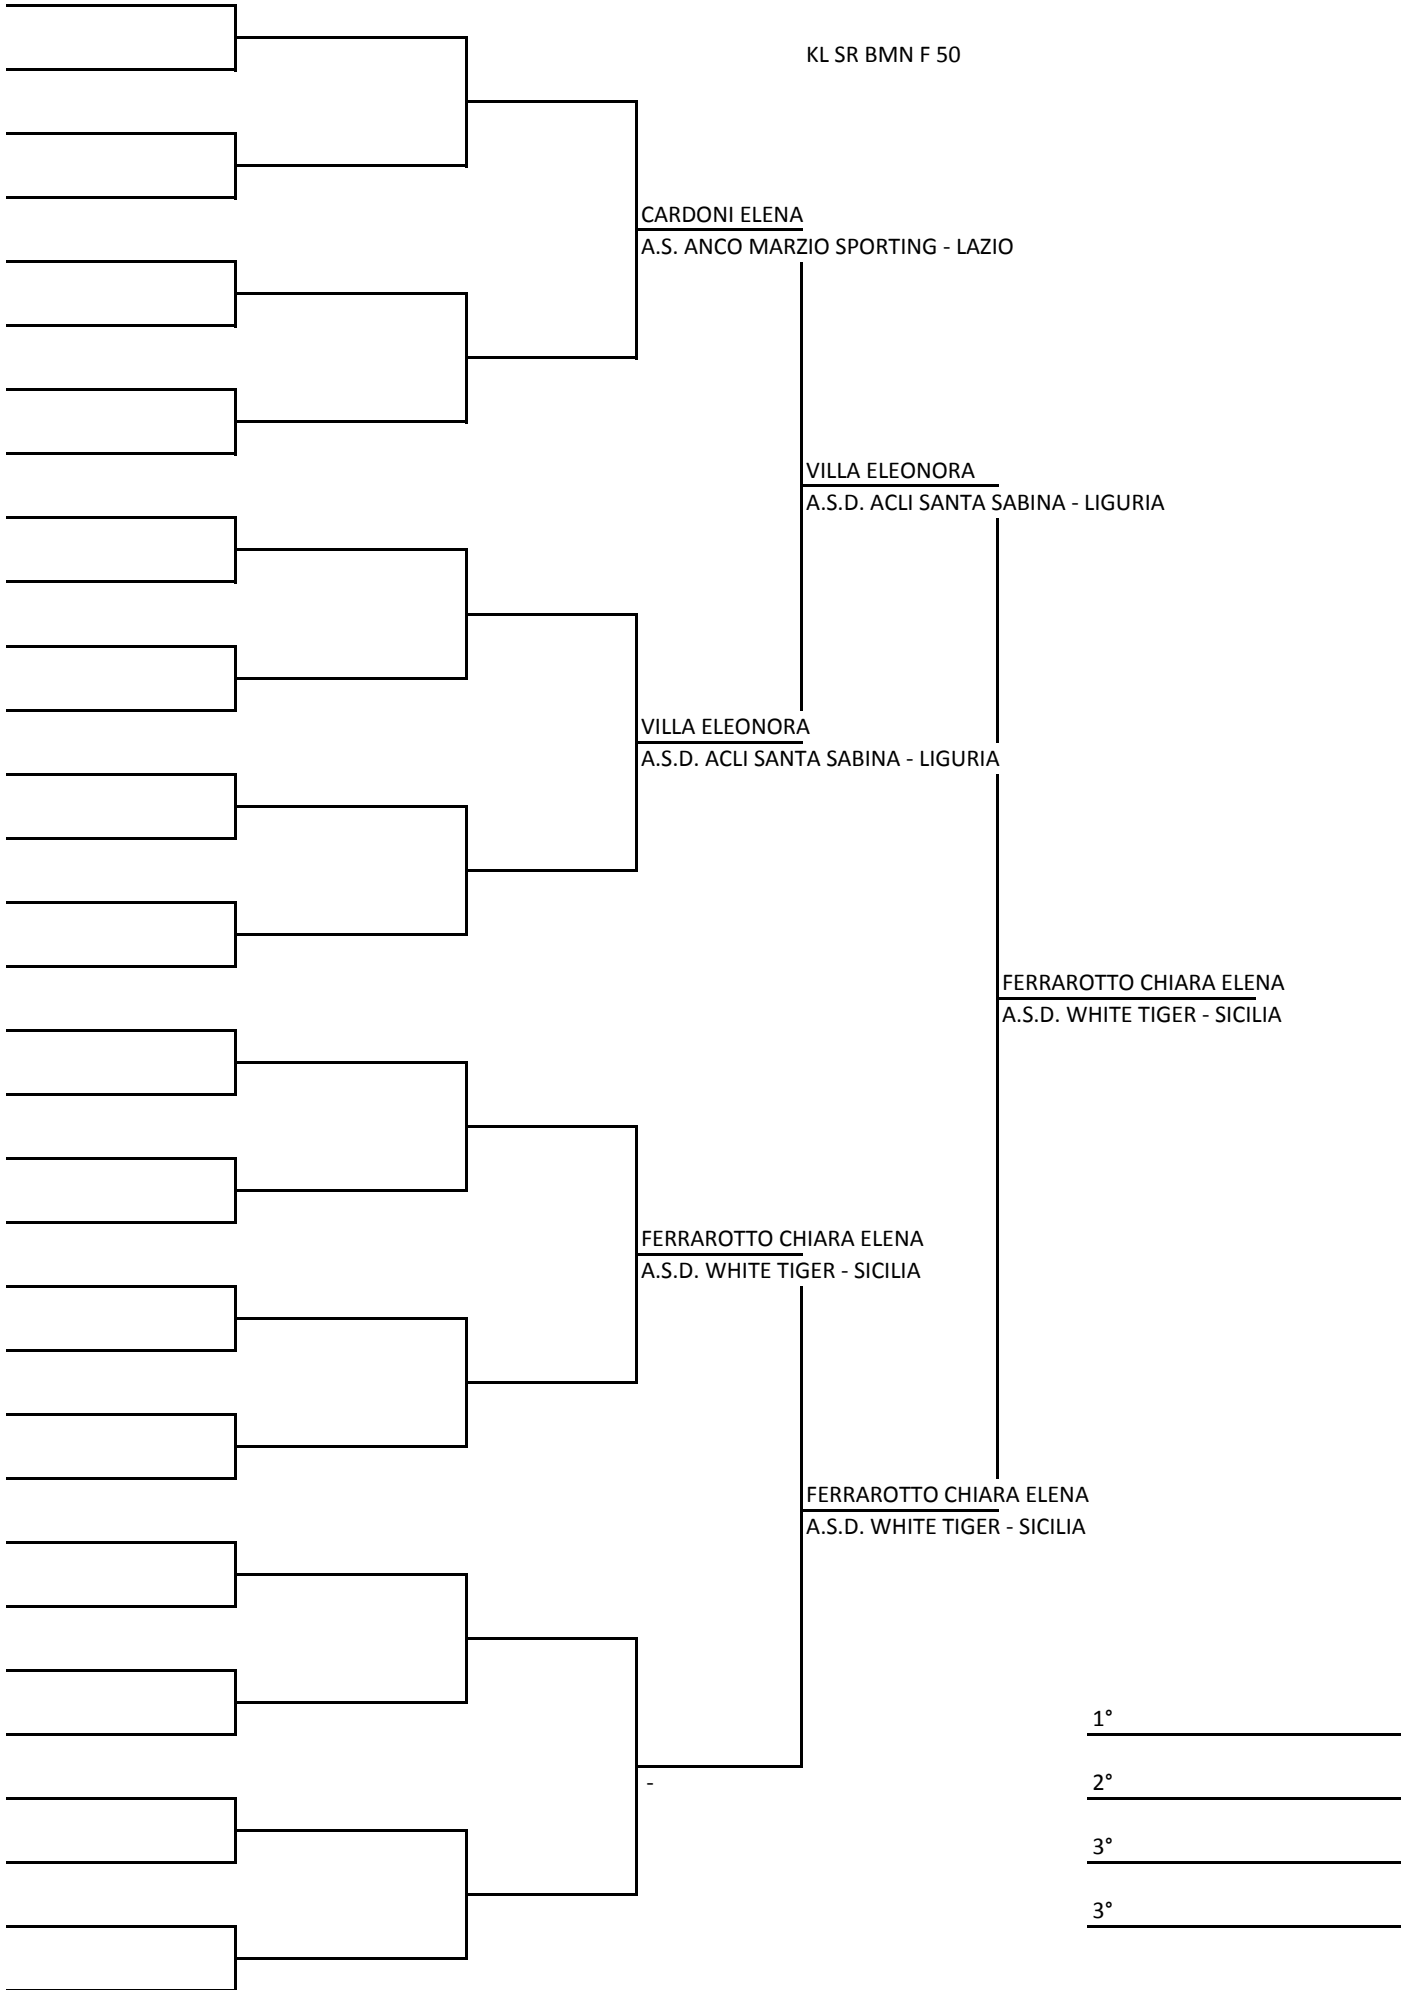 KL SR BMN F 50
CARDONI ELENA
A.S. ANCO MARZIO SPORTING - LAZIO
VILLA ELEONORA
A.S.D. ACLI SANTA SABINA - LIGURIA
VILLA ELEONORA
A.S.D. ACLI SANTA SABINA - LIGURIA
FERRAROTTO CHIARA ELENA
A.S.D. WHITE TIGER - SICILIA
FERRAROTTO CHIARA ELENA
A.S.D. WHITE TIGER - SICILIA
FERRAROTTO CHIARA ELENA
A.S.D. WHITE TIGER - SICILIA
1°
-
2°
3°
3°